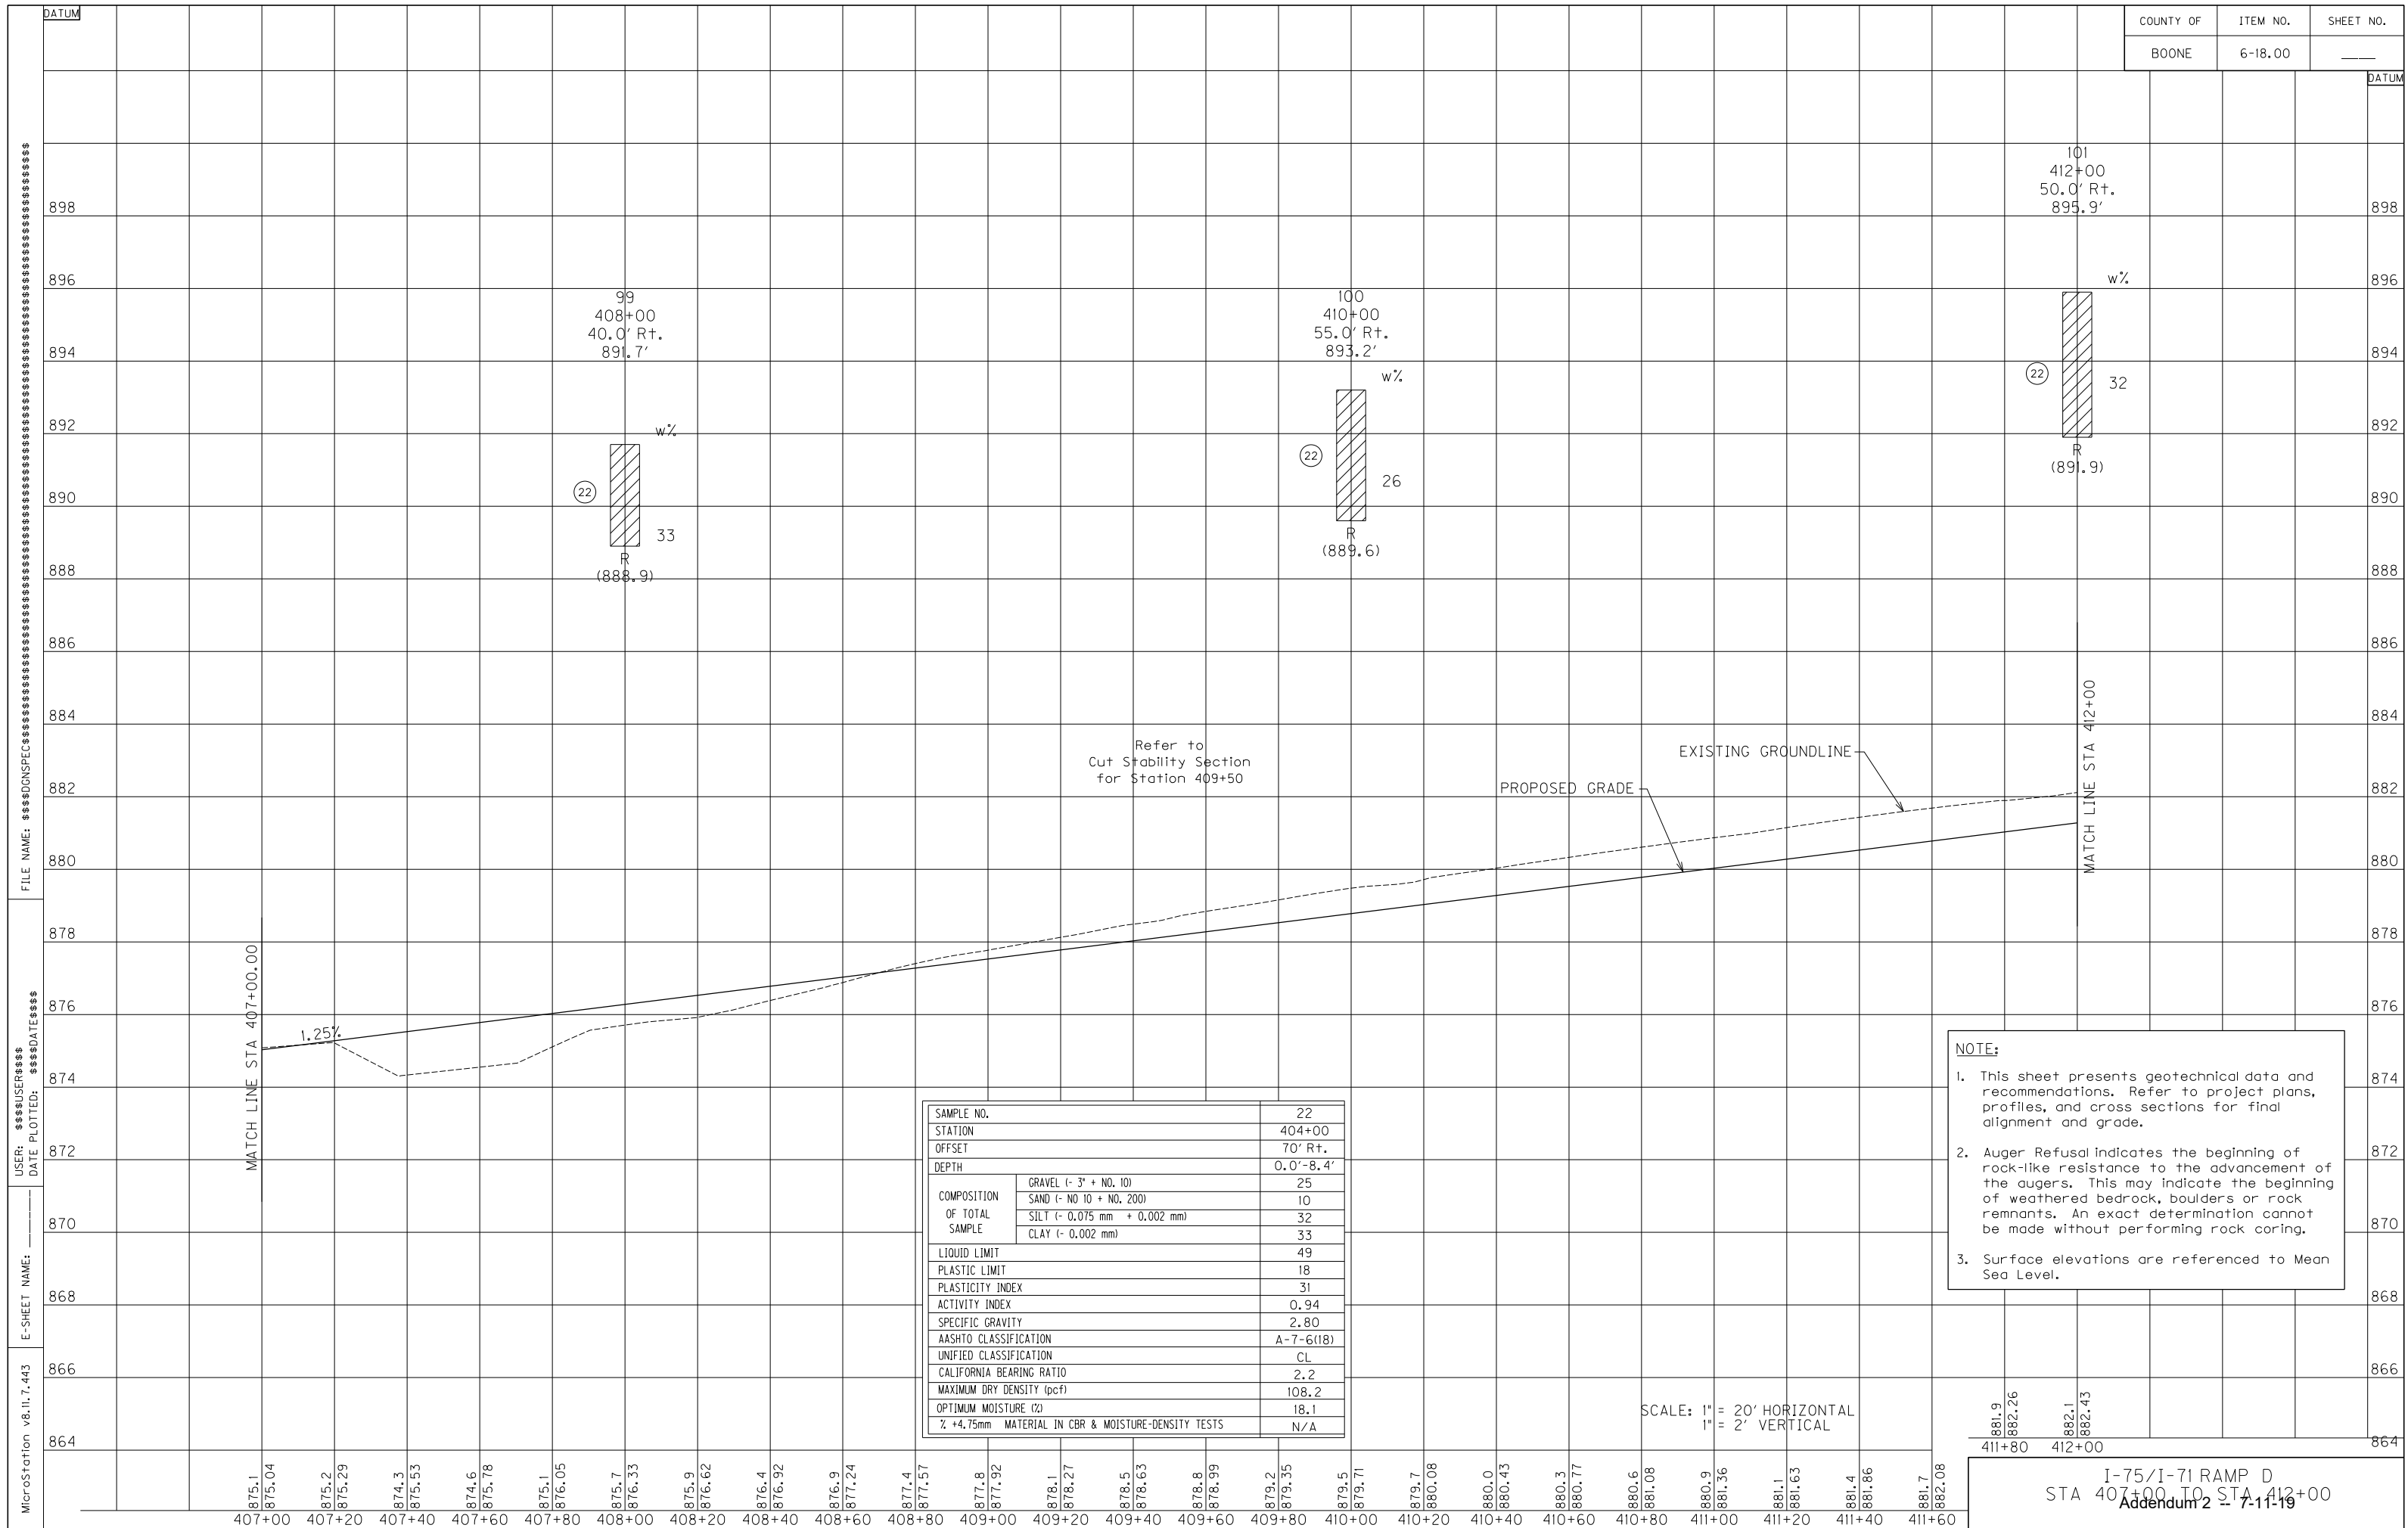 DATUM
COUNTY OF ITEM NO. SHEET NO.
BOONE 6-18.00 ____
DATUM
FILE NAME: $$$$DGNSPEC$$$$$$$$$$$$$$$$$$$$$$$$$$$$$$$$$$$$$$$$$$$$$$$$$$$$$$$$$$$$$$$$$$$$$$$$
USER: $$$$USER$$$$
DATE PLOTTED: $$$$DATE$$$$
E-SHEET NAME: ________
MicroStation v8.11.7.443
898 898
896 896
894 894
892 892
890 890
888 888
886 886
884 884
882 882
880 880
878 878
876 876
874 874
872 872
870 870
868 868
866 866
864 864
99
408+00
40.0' Rt.
891.7'
w%
22
33
R
(888.9)
100
410+00
55.0' Rt.
893.2'
w%
22
26
R
(889.6)
101
412+00
50.0' Rt.
895.9'
w%
22
32
R
(891.9)
Refer to
Cut Stability Section
for Station 409+50
EXISTING GROUNDLINE
PROPOSED GRADE
MATCH LINE STA 412+00
MATCH LINE STA 407+00.00
1.25%
SAMPLE NO. 22
STATION 404+00
OFFSET 70' Rt.
DEPTH 0.0'-8.4'
COMPOSITION
OF TOTAL
SAMPLE
GRAVEL (- 3" + NO. 10) 25
SAND (- NO 10 + NO. 200) 10
SILT (- 0.075 mm + 0.002 mm) 32
CLAY (- 0.002 mm) 33
LIQUID LIMIT 49
PLASTIC LIMIT 18
PLASTICITY INDEX 31
ACTIVITY INDEX 0.94
SPECIFIC GRAVITY 2.80
AASHTO CLASSIFICATION A-7-6(18)
UNIFIED CLASSIFICATION CL
CALIFORNIA BEARING RATIO 2.2
MAXIMUM DRY DENSITY (pcf) 108.2
OPTIMUM MOISTURE (%) 18.1
% +4.75mm MATERIAL IN CBR & MOISTURE-DENSITY TESTS N/A
NOTE:
1. This sheet presents geotechnical data and
recommendations. Refer to project plans,
profiles, and cross sections for final
alignment and grade.
2. Auger Refusal indicates the beginning of
rock-like resistance to the advancement of
the augers. This may indicate the beginning
of weathered bedrock, boulders or rock
remnants. An exact determination cannot
be made without performing rock coring.
3. Surface elevations are referenced to Mean
Sea Level.
SCALE: 1" = 20' HORIZONTAL
1" = 2' VERTICAL
875.1 875.2 874.3 874.6 875.1 875.7 875.9 876.4 876.9 877.4 877.8 878.1 878.5 878.8 879.2 879.5 879.7 880.0 880.3 880.6 880.9 881.1 881.4 881.7 881.9 882.1
875.04 875.29 875.53 875.78 876.05 876.33 876.62 876.92 877.24 877.57 877.92 878.27 878.63 878.99 879.35 879.71 880.08 880.43 880.77 881.08 881.36 881.63 881.86 882.08 882.26 882.43
407+00 407+20 407+40 407+60 407+80 408+00 408+20 408+40 408+60 408+80 409+00 409+20 409+40 409+60 409+80 410+00 410+20 410+40 410+60 410+80 411+00 411+20 411+40 411+60 411+80 412+00
I-75/I-71 RAMP D
STA 407+00 TO STA 412+00
Addendum 2 -- 7-11-19